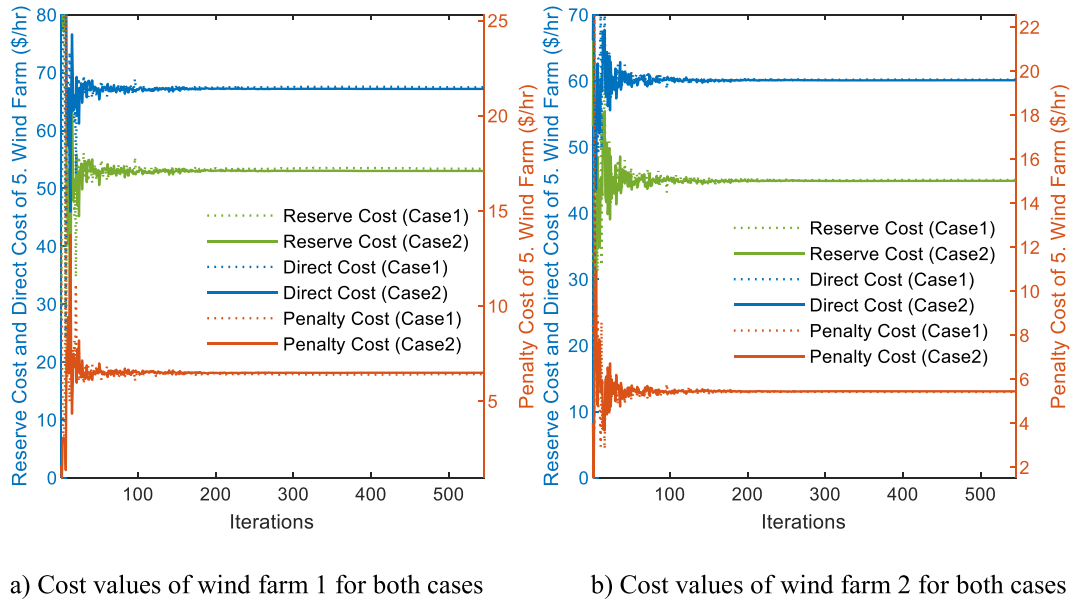 Reserve Cost and Direct Cost of 5. Wind Farm ($/hr)
80
70
60
50
40
30
20
10
0
Reserve Cost (Case1)
Reserve Cost (Case2)
Direct Cost (Case1)
Direct Cost (Case2)
Penalty Cost (Case1)
Penalty Cost (Case2)
25
20
15
10
5
Penalty Cost of 5. Wind Farm ($/hr)
100 200 300 400 500
Iterations
a) Cost values of wind farm 1 for both cases
Reserve Cost and Direct Cost of 5. Wind Farm ($/hr)
70
60
50
40
30
20
10
0
Reserve Cost (Case1)
Reserve Cost (Case2)
Direct Cost (Case1)
Direct Cost (Case2)
Penalty Cost (Case1)
Penalty Cost (Case2)
22
20
18
16
14
12
10
8
6
4
2
Penalty Cost of 5. Wind Farm ($/hr)
100 200 300 400 500
Iterations
b) Cost values of wind farm 2 for both cases